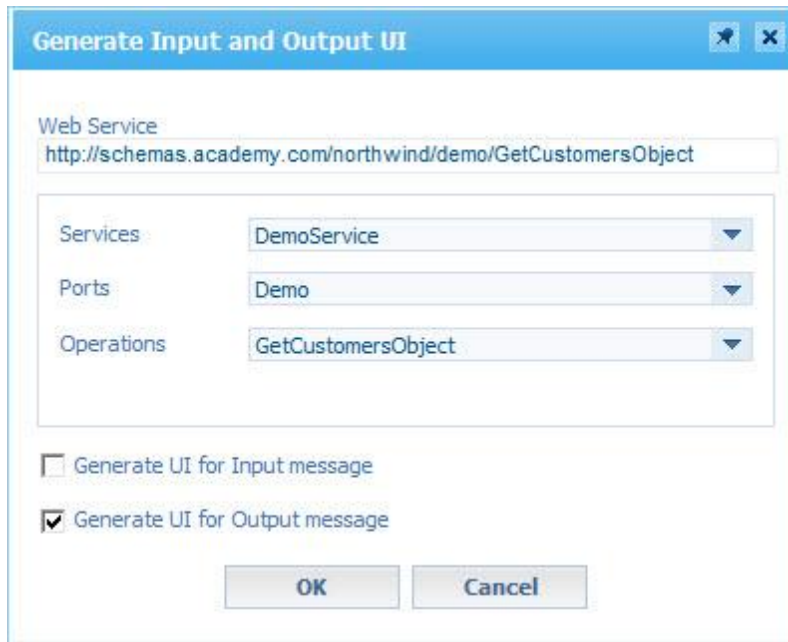 Generate Input and Output UI
Web Service
http://schemas.academy.com/northwind/demo/GetCustomersObject
Services DemoService
Ports Demo
Operations GetCustomersObject
Generate UI for Input message
Generate UI for Output message
OK Cancel